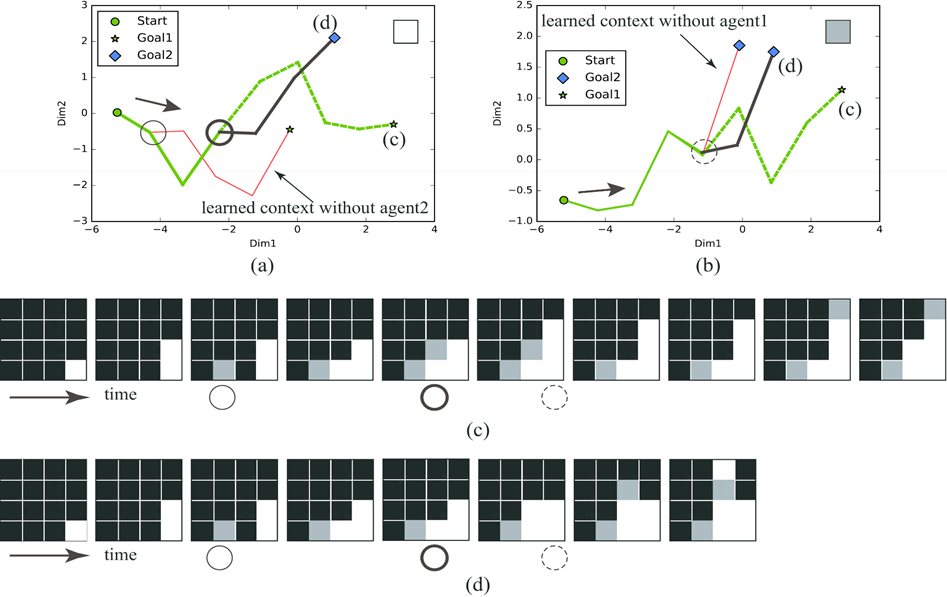 3
2
1
0
−1
−2
−3
Dim2
Start
Goal1
Goal2
(d)
(c)
learned context without agent2
−6
−4
−2
0
2
4
Dim1
(a)
2.5
2.0
1.5
1.0
0.5
0.0
−0.5
−1.0
Dim2
learned context without agent1
Start
Goal2
Goal1
(d)
(c)
−6
−4
−2
0
2
4
Dim1
(b)
time
(c)
time
(d)